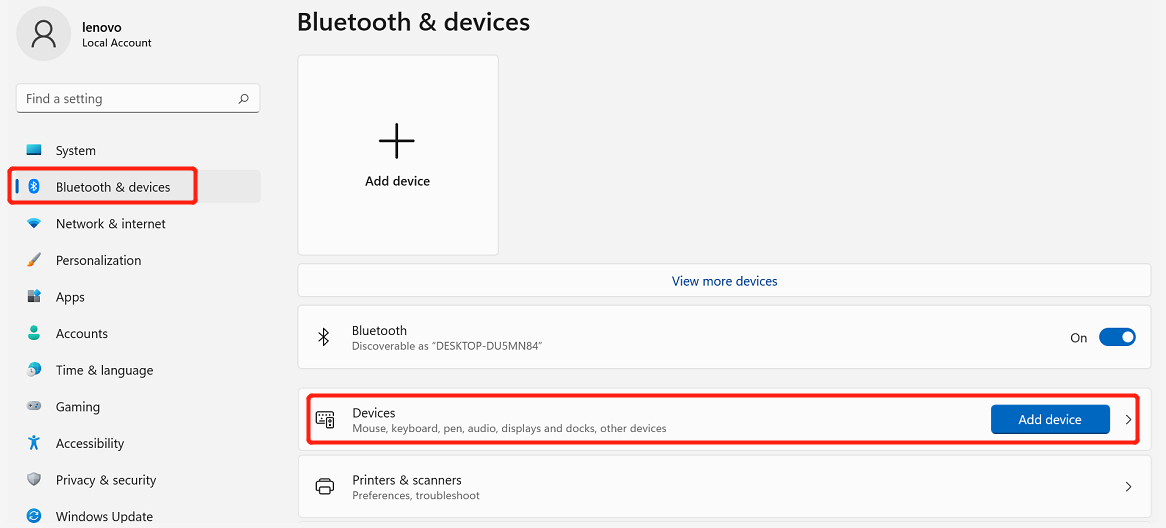 lenovo
Local Account
Find a setting
System
Bluetooth & devices
Network & internet
Personalization
Apps
Accounts
Time & language
Gaming
Accessibility
Privacy & security
Windows Update
Bluetooth & devices
Add device
View more devices
Bluetooth
Discoverable as "DESKTOP-DU5MN84"
On
Devices
Mouse, keyboard, pen, audio, displays and docks, other devices
Add device
Printers & scanners
Preferences, troubleshoot